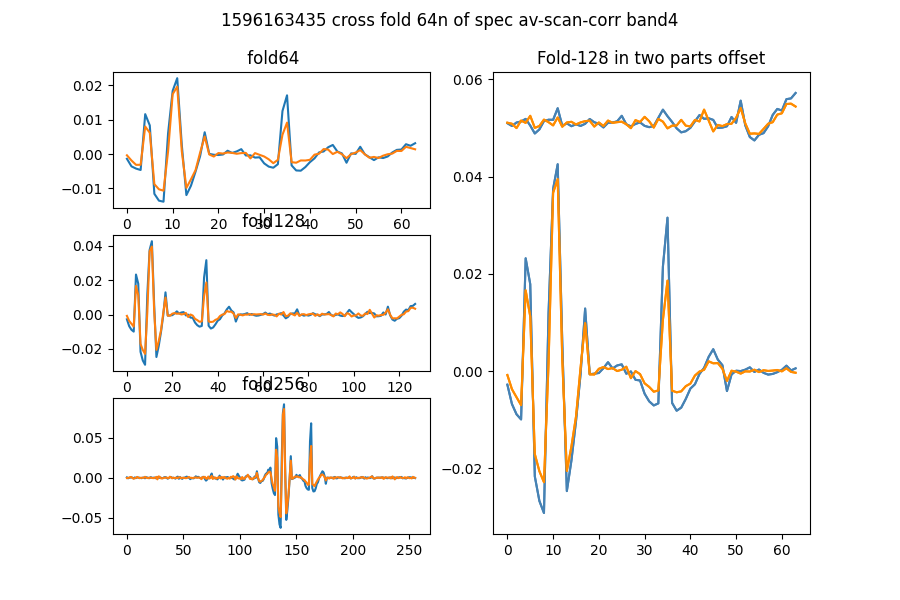 1596163435 cross fold 64n of spec av-scan-corr band4
fold64
0.02
0.01
0.00
−0.01
0 10 20 30 40 50 60
fold128
0.04
0.02
0.00
−0.02
0 20 40 60 80 100 120
fold256
0.05
0.00
−0.05
0 50 100 150 200 250
Fold-128 in two parts offset
0.06
0.04
0.02
0.00
−0.02
0 10 20 30 40 50 60